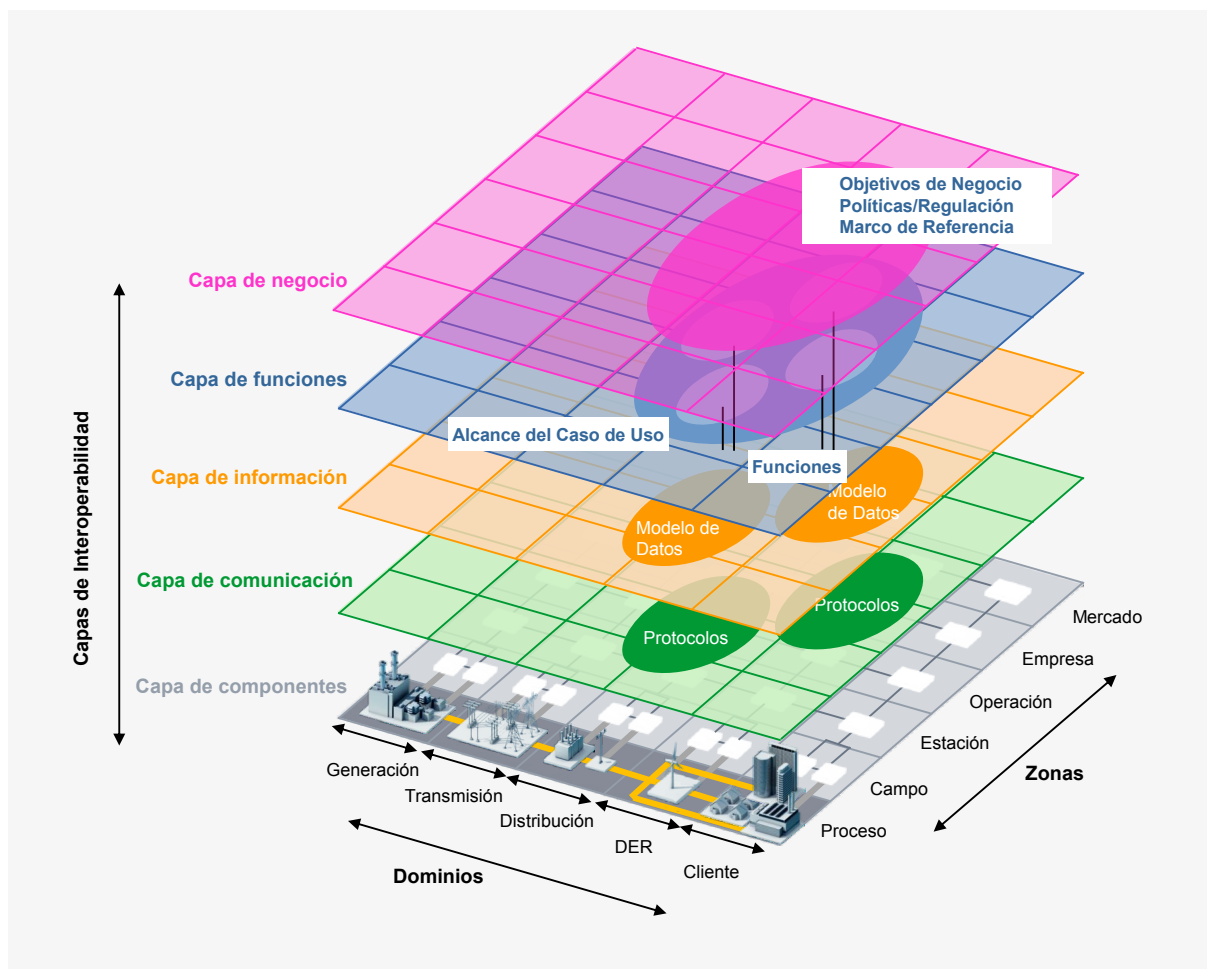 Objetivos de Negocio
Políticas/Regulación
Marco de Referencia
Capa de negocio
Capa de funciones
Alcance del Caso de Uso
Funciones
Capa de información
Modelo
de Datos
Modelo de
Datos
Capa de comunicación
Protocolos
Protocolos
Capa de componentes
Capas de Interoperabilidad
Mercado
Empresa
Operación
Estación
Campo
Proceso
Zonas
Generación
Transmisión
Distribución
DER
Cliente
Dominios